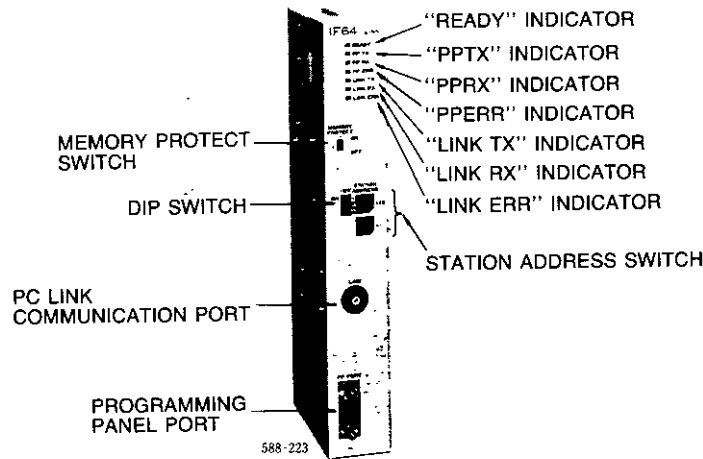 IF64
"READY" INDICATOR
"PPTX" INDICATOR
"PPRX" INDICATOR
"PPERR" INDICATOR
"LINK TX" INDICATOR
"LINK RX" INDICATOR
"LINK ERR" INDICATOR
MEMORY PROTECT
SWITCH
DIP SWITCH
STATION ADDRESS SWITCH
PC LINK
COMMUNICATION PORT
PROGRAMMING
PANEL PORT
588-223